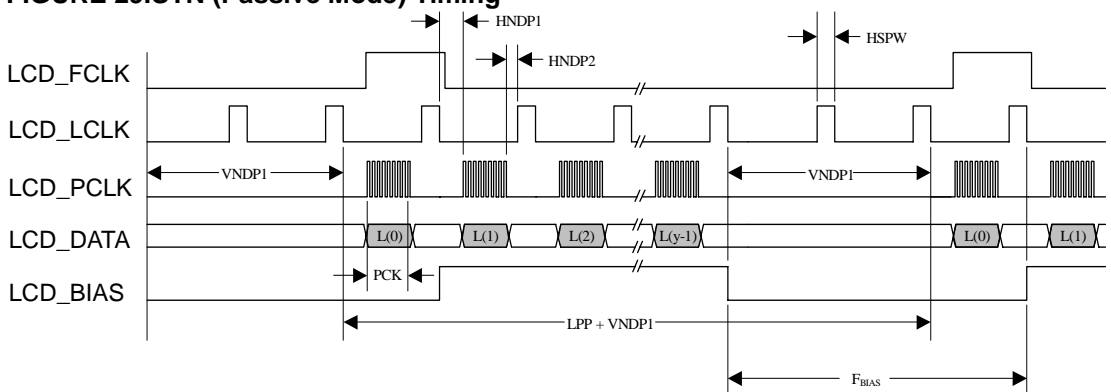 FIGURE 29.STN (Passive Mode) Timing
HNDP1
HSPW
HNDP2
LCD_FCLK
LCD_LCLK
VNDP1
VNDP1
LCD_PCLK
LCD_DATA
L(0)
L(1)
L(2)
L(y-1)
L(0)
L(1)
PCK
LCD_BIAS
LPP + VNDP1
FBIAS